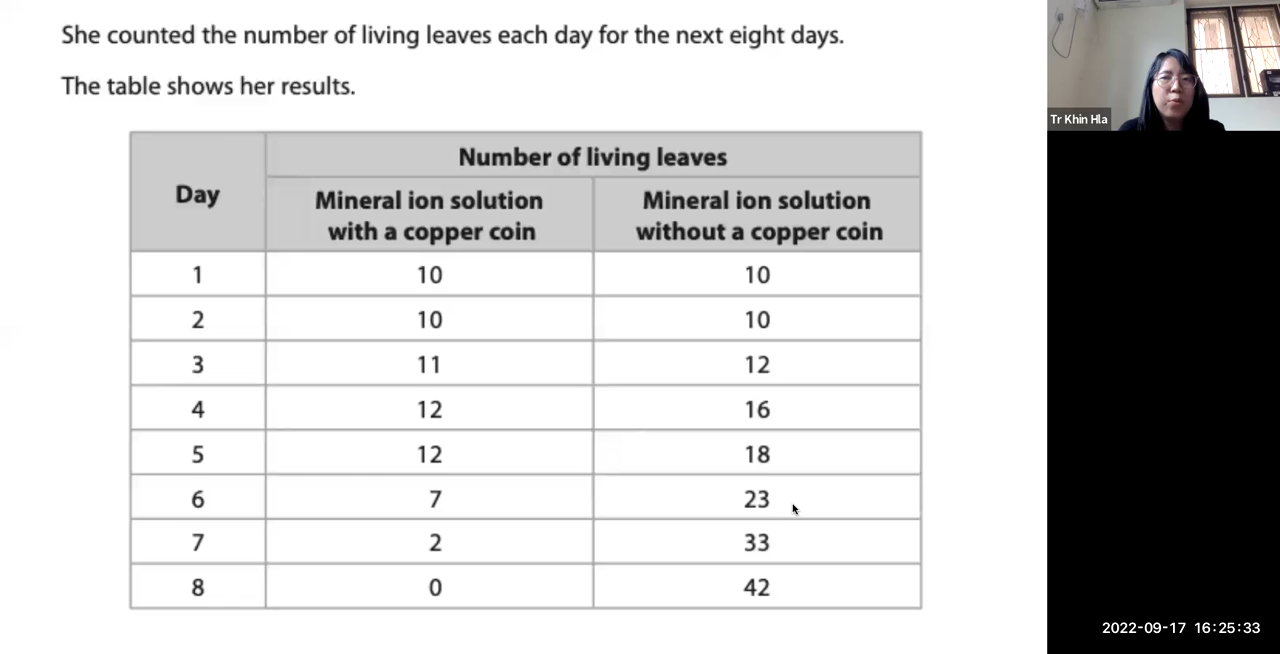 She counted the number of living leaves each day for the next eight days.
The table shows her results.
Day
Number of living leaves
Mineral ion solution
with a copper coin
Mineral ion solution
without a copper coin
1 10 10
2 10 10
3 11 12
4 12 16
5 12 18
6 7 23
7 2 33
8 0 42
Tr Khin Hla
2022-09-17 16:25:33